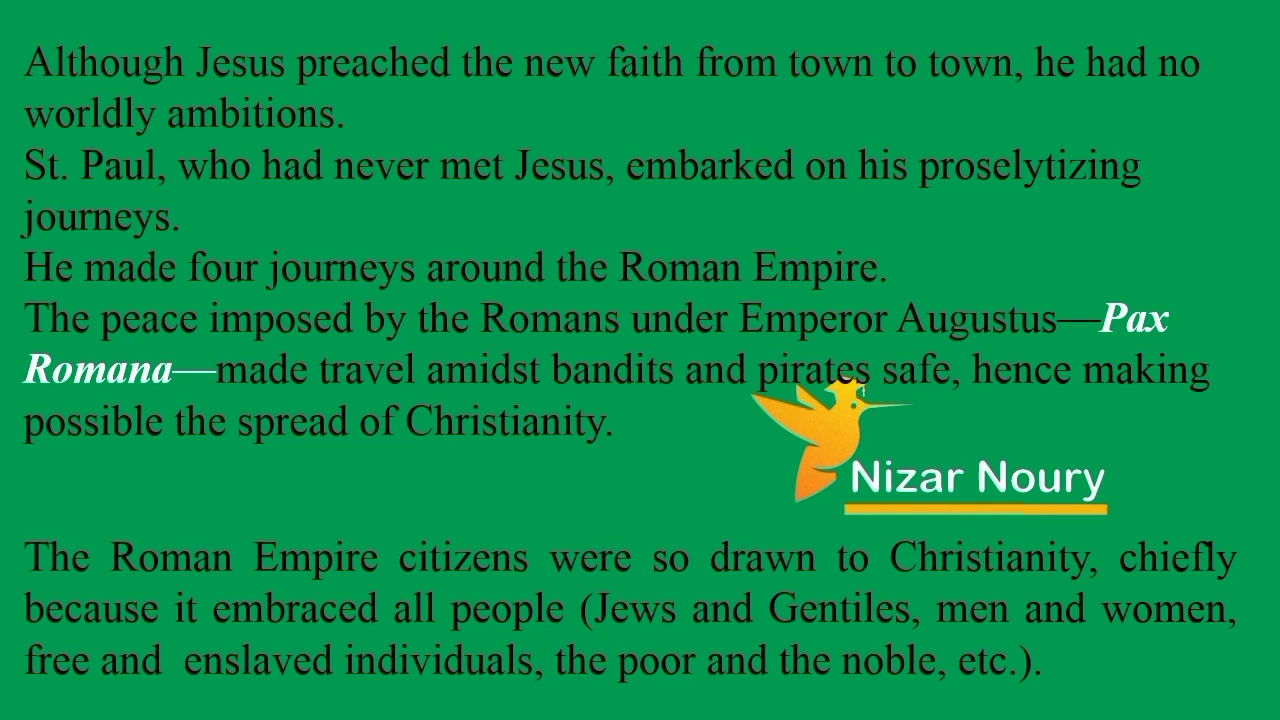 Although Jesus preached the new faith from town to town, he had no
worldly ambitions.
St. Paul, who had never met Jesus, embarked on his proselytizing
journeys.
He made four journeys around the Roman Empire.
The peace imposed by the Romans under Emperor Augustus—Pax
Romana—made travel amidst bandits and pirates safe, hence making
possible the spread of Christianity.
Nizar Noury
The Roman Empire citizens were so drawn to Christianity, chiefly
because it embraced all people (Jews and Gentiles, men and women,
free and  enslaved individuals, the poor and the noble, etc.).